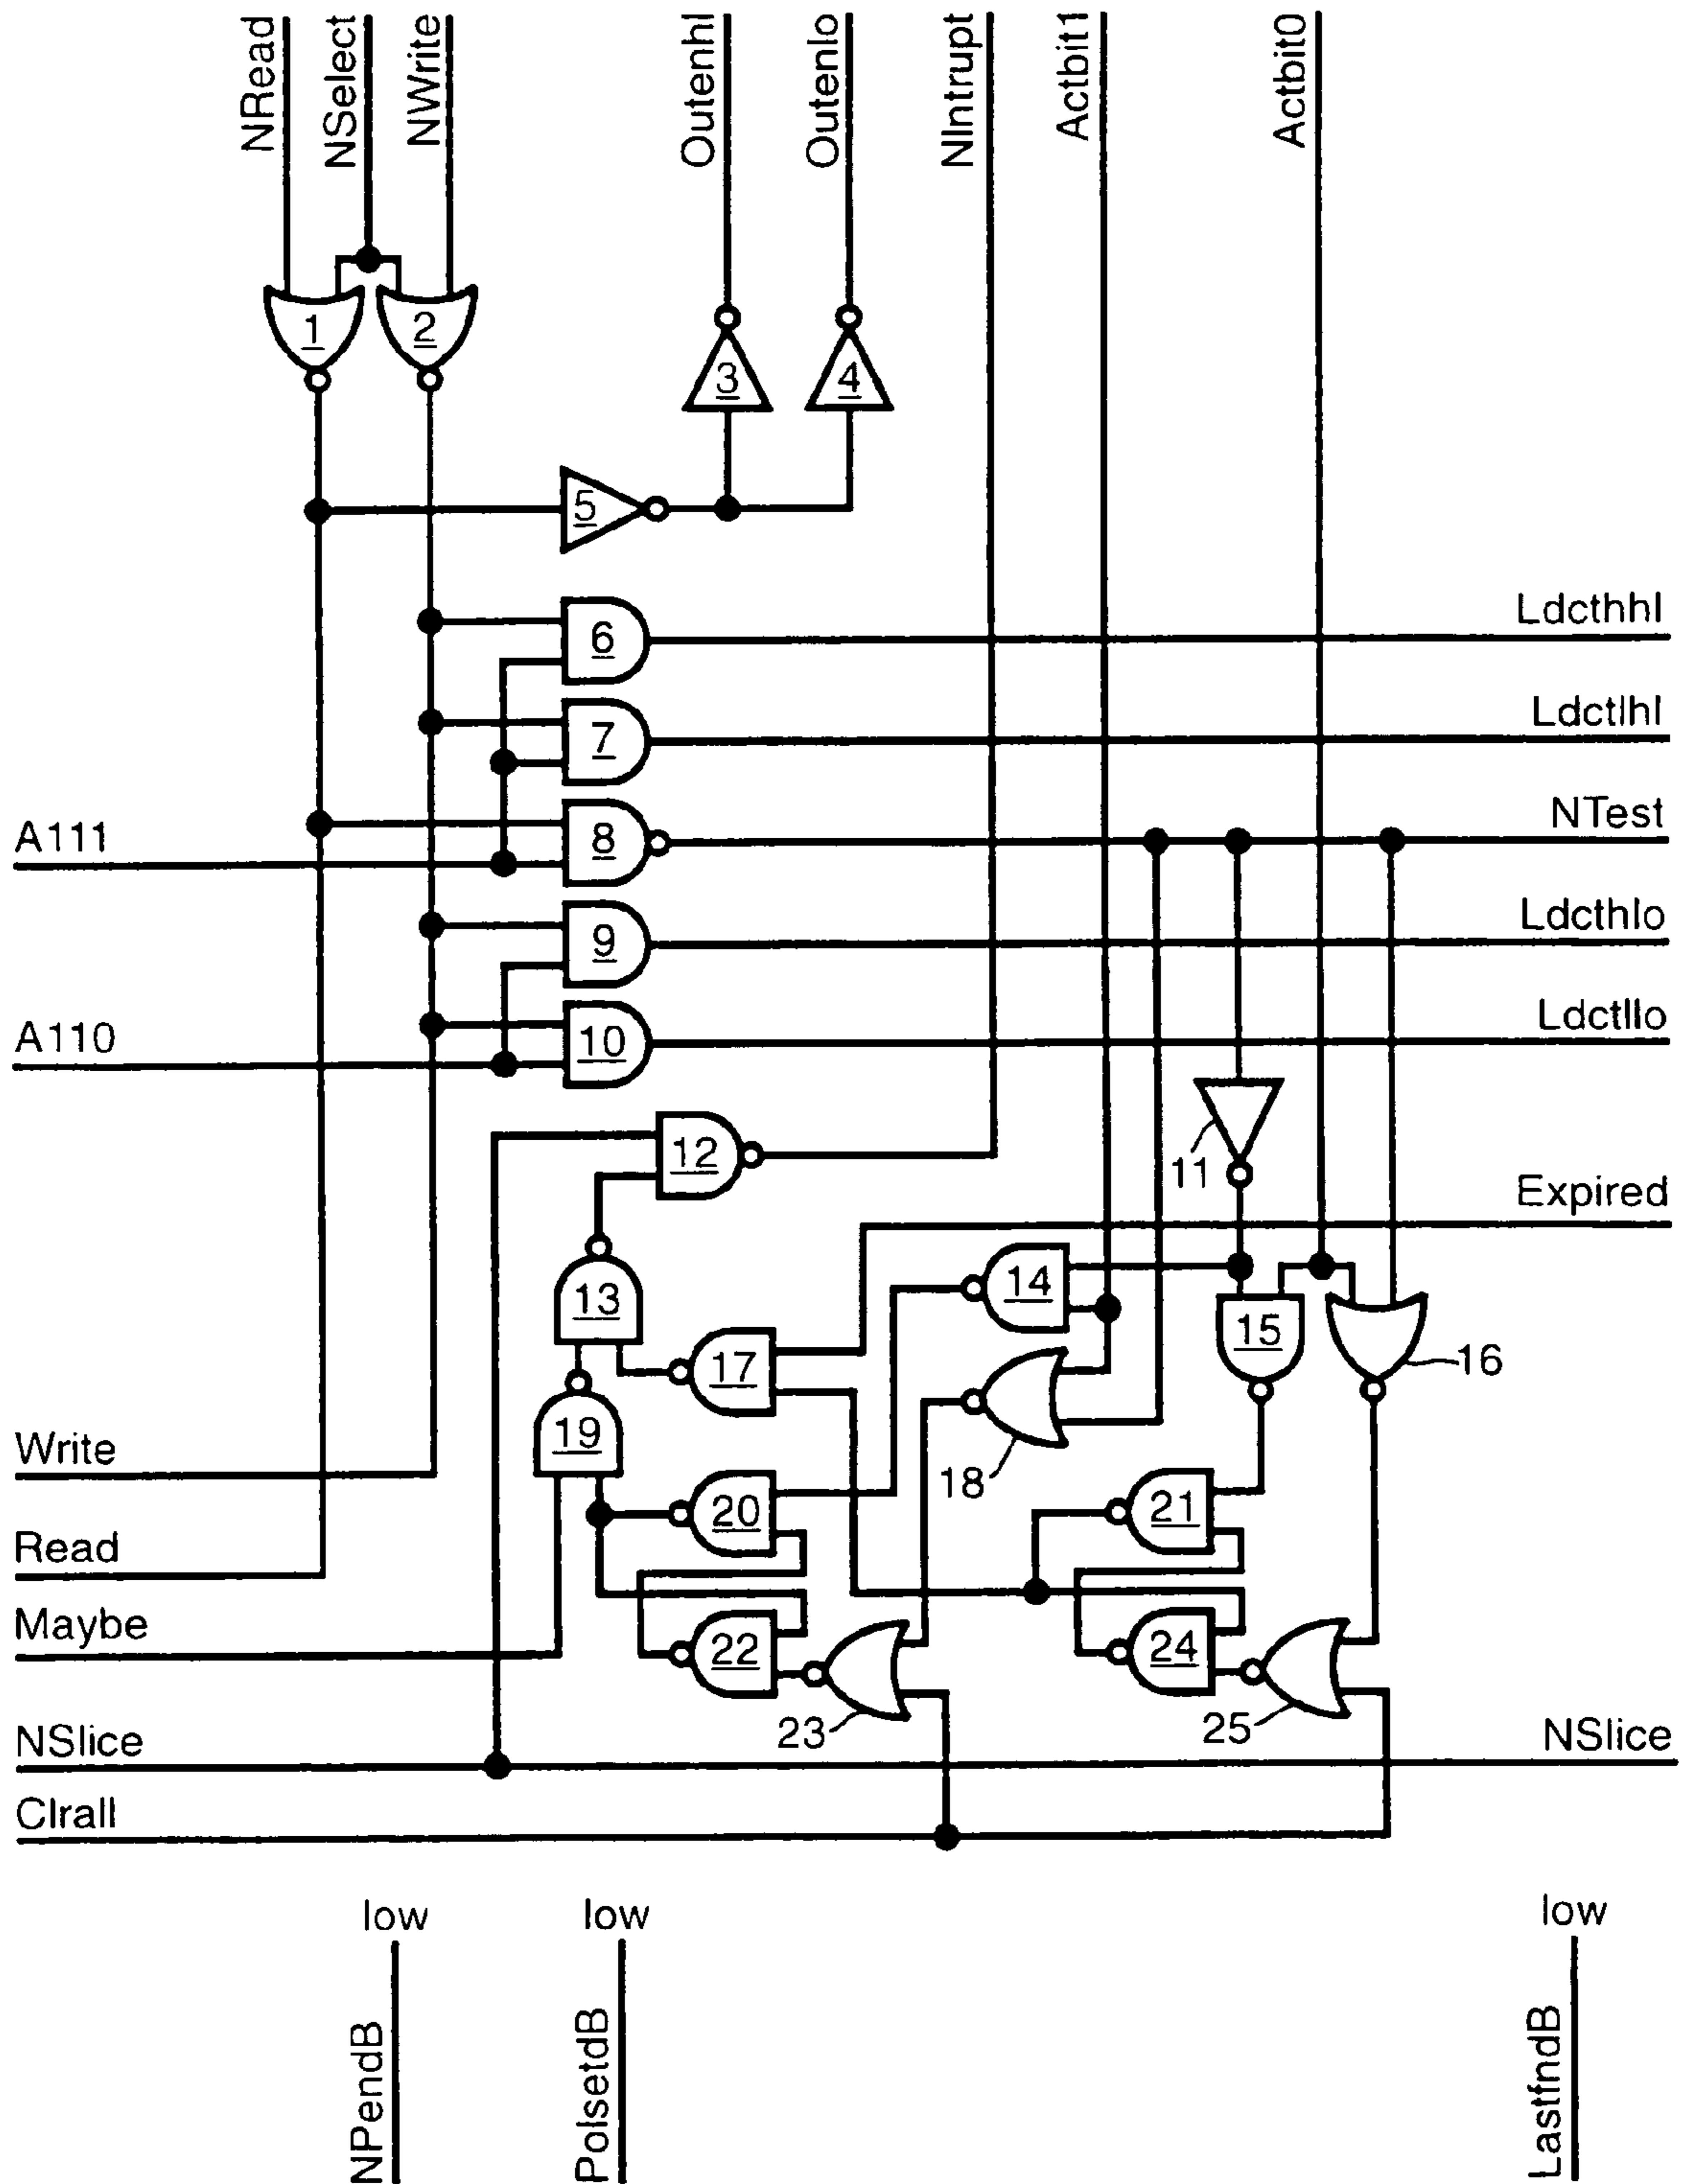 NRead
NSelect
NWrite
Outenhl
Outenlo
NIntrupt
Actbit1
Actbit0
1
2
3
4
5
6
Ldcthhl
7
Ldctlhl
A111
8
NTest
9
Ldcthlo
A110
10
Ldctllo
12
11
Expired
13
14
15
16
17
18
19
Write
20
21
Read
Maybe
22
24
23
25
NSlice
NSlice
Clrall
low
low
low
NPendB
PolsetdB
LastfndB